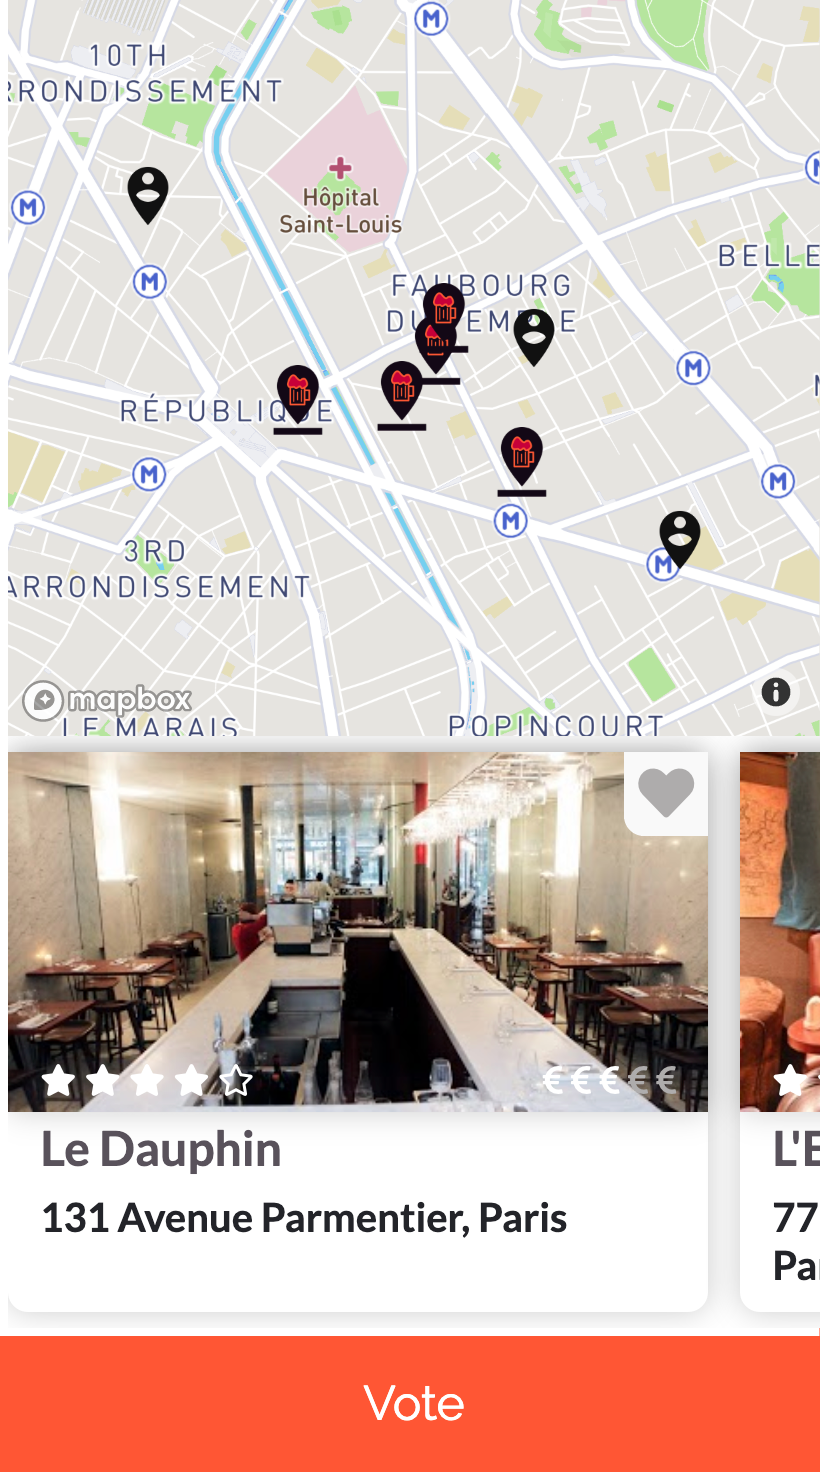 10TH
RRONDISSEMENT
M
M
M
Hôpital
Saint-Louis
BELLE
M
FAUBOURG
DU TEMPLE
M
RÉPUBLIQUE
M
M
M
3RD
ARRONDISSEMENT
M
mapbox
i
LE MARAIS
POPINCOURT
€€€€€
Le Dauphin
L'E
131 Avenue Parmentier, Paris
77
Par
Vote